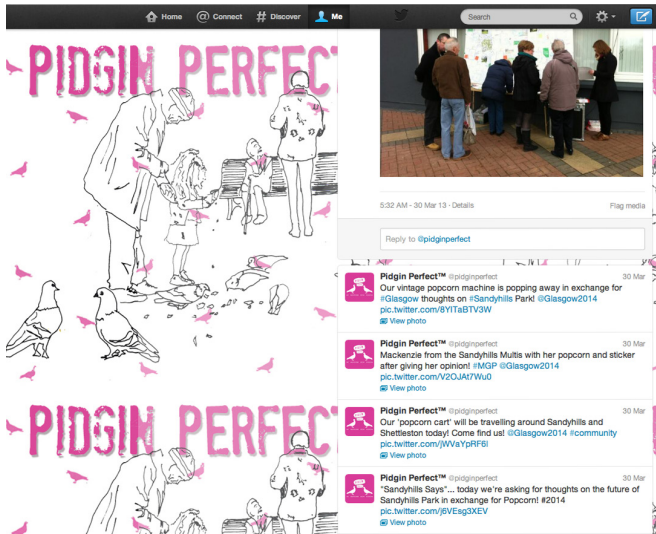 Home
Connect
Discover
Me
Search
PIDGIN PERFECT
5:32 AM - 30 Mar 13 · Details
Flag media
Reply to @pidginperfect
Pidgin Perfect™ @pidginperfect 30 Mar
Our vintage popcorn machine is popping away in exchange for
#Glasgow thoughts on #Sandyhills Park! @Glasgow2014
pic.twitter.com/8YlTaBTV3W
View photo
Pidgin Perfect™ @pidginperfect 30 Mar
Mackenzie from the Sandyhills Multis with her popcorn and sticker
after giving her opinion! #MGP @Glasgow2014
pic.twitter.com/V2OJAt7Wu0
View photo
Pidgin Perfect™ @pidginperfect 30 Mar
Our 'popcorn cart' will be travelling around Sandyhills and
Shettleston today! Come find us! @Glasgow2014 #community
pic.twitter.com/jWVaYpRF6l
View photo
PIDGIN PERFECT
Pidgin Perfect™ @pidginperfect 30 Mar
"Sandyhills Says"... today we're asking for thoughts on the future of
Sandyhills Park in exchange for Popcorn! #2014
pic.twitter.com/j6VEsg3XEV
View photo